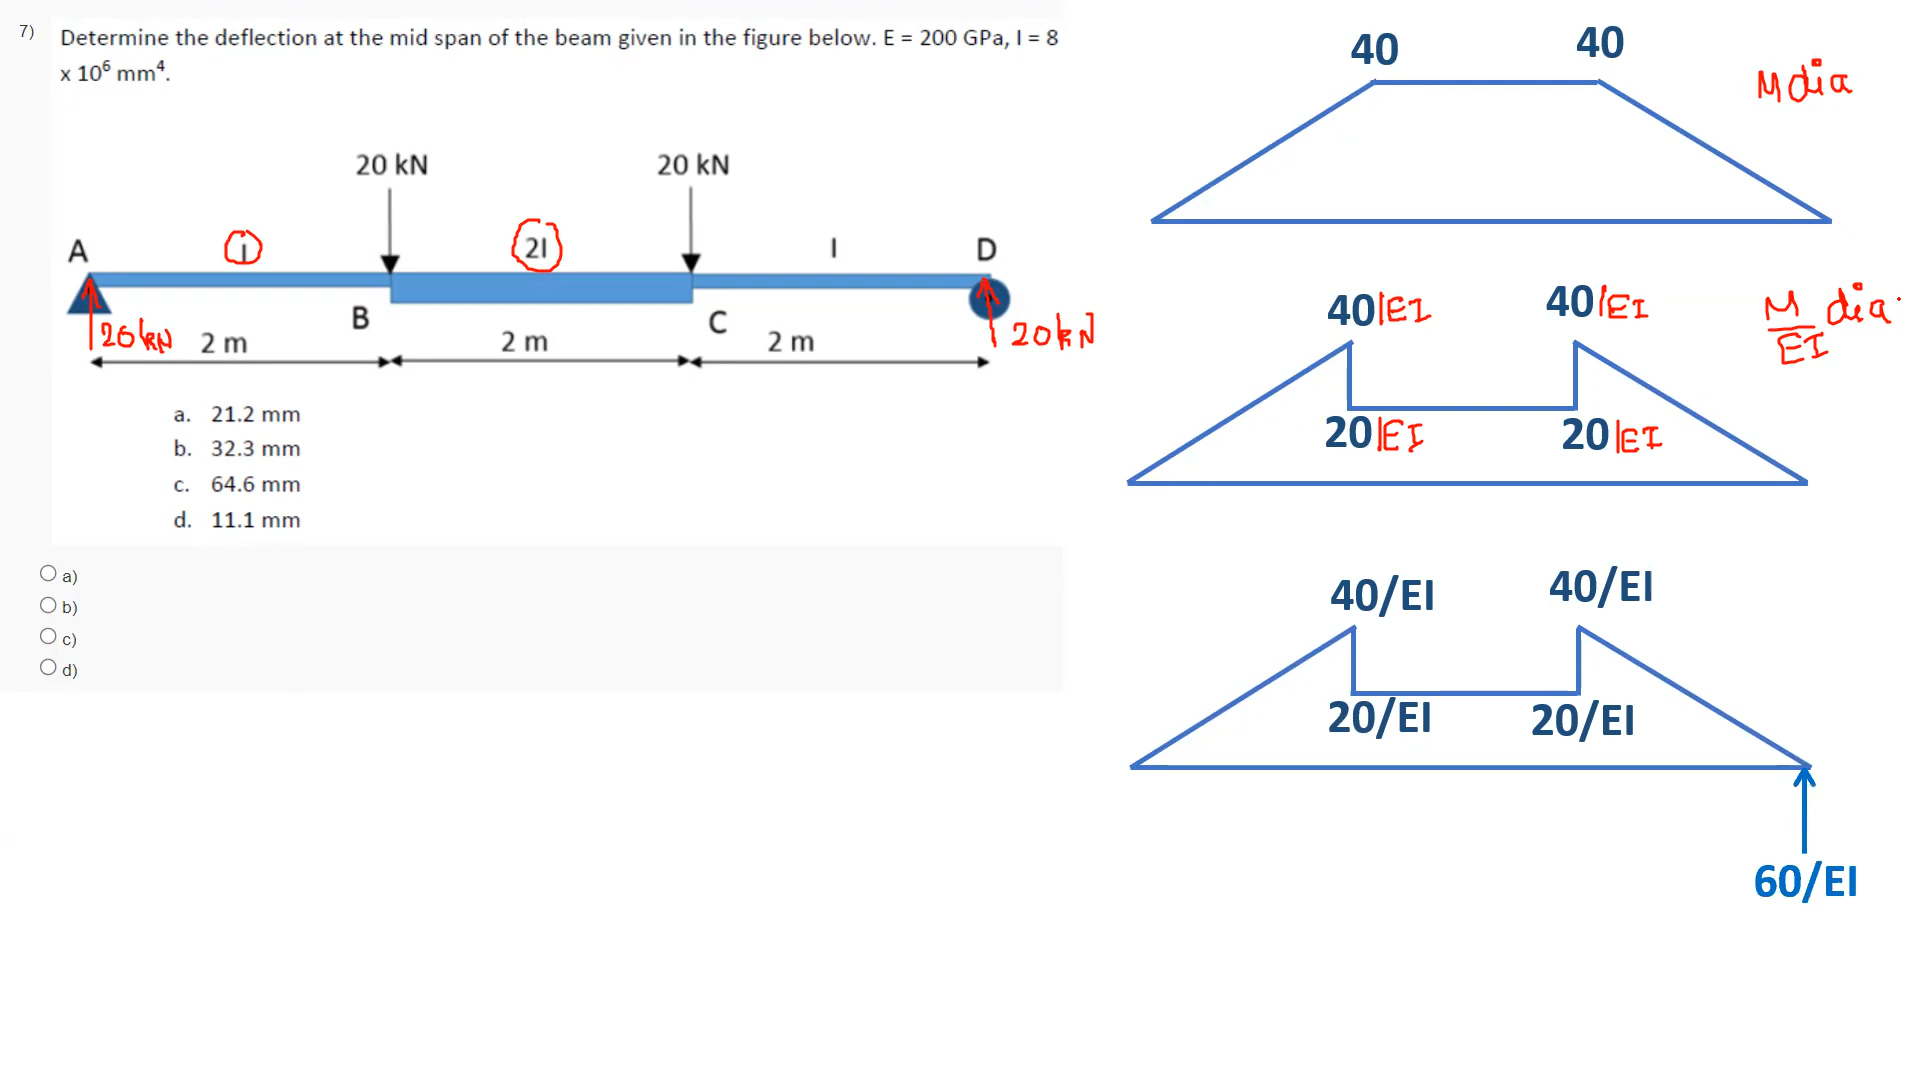 7)
Determine the deflection at the mid span of the beam given in the figure below. E = 200 GPa, I = 8
x 10⁶ mm⁴.
20 kN
20 kN
A
I
2I
I
D
B
C
20kN
2 m
2 m
2 m
20kN
a. 21.2 mm
b. 32.3 mm
c. 64.6 mm
d. 11.1 mm
a)
b)
c)
d)
40
40
M dia
40/EI
40/EI
M/EI dia.
20/EI
20/EI
40/EI
40/EI
20/EI
20/EI
60/EI